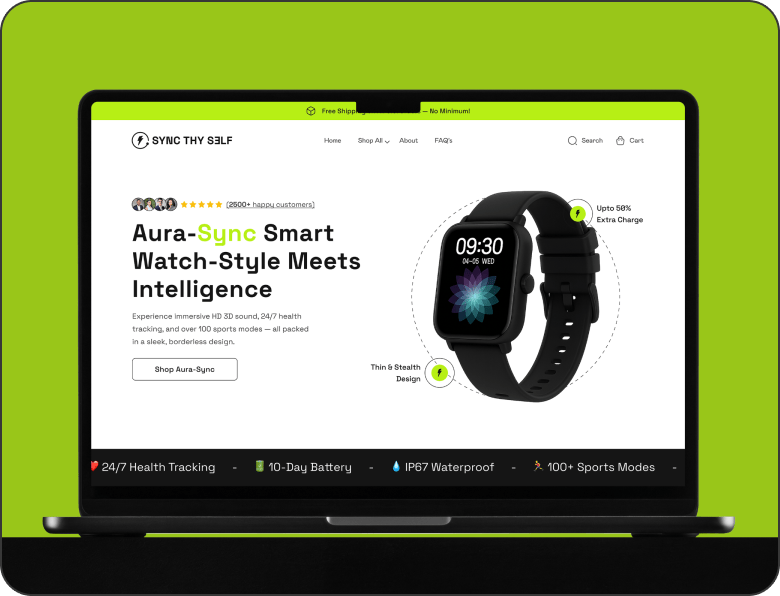 Free Shipping — No Minimum!
SYNC THY SƎLF
Home Shop All About FAQ's
Search Cart
(2500+ happy customers)
Aura-Sync Smart
Watch-Style Meets
Intelligence
Experience immersive HD 3D sound, 24/7 health
tracking, and over 100 sports modes — all packed
in a sleek, borderless design.
Shop Aura-Sync
Upto 50%
Extra Charge
09:30
04-05 WED
Thin & Stealth
Design
24/7 Health Tracking - 10-Day Battery - IP67 Waterproof - 100+ Sports Modes -